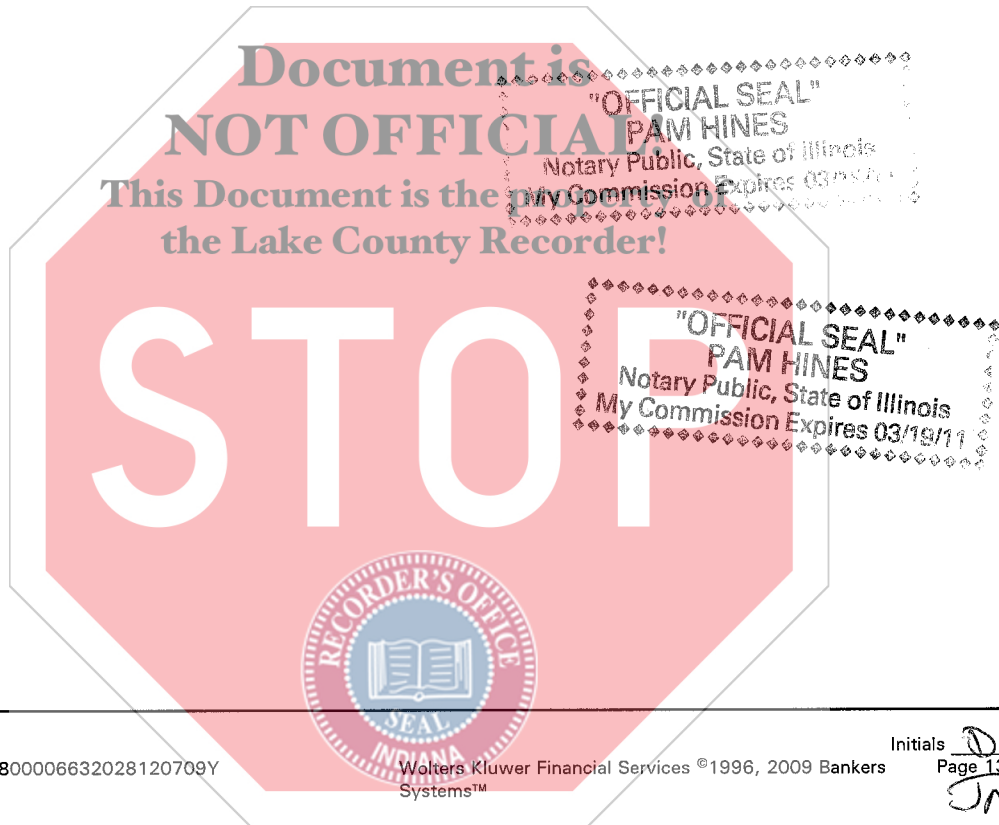 Document is
NOT OFFICIAL!
This Document is the property of
the Lake County Recorder!
"OFFICIAL SEAL"
PAM HINES
Notary Public, State of Illinois
My Commission Expires
"OFFICIAL SEAL"
PAM HINES
Notary Public, State of Illinois
My Commission Expires 03/19/11
STOP
RECORDER'S OFFICE
SEAL
INDIANA
800006632028120709Y
Wolters Kluwer Financial Services ©1996, 2009 Bankers
Systems™
Initials
Page 13